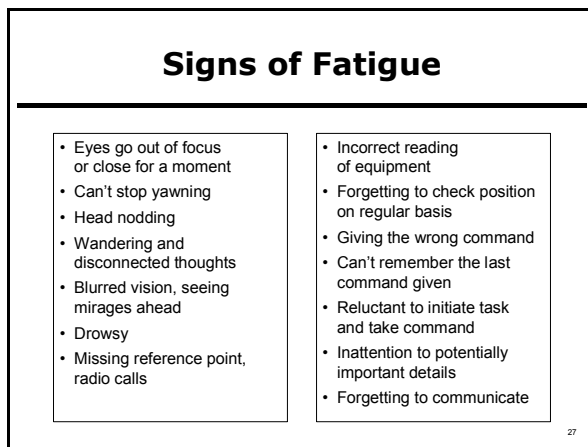 Signs of Fatigue
• Eyes go out of focus
or close for a moment
• Can't stop yawning
• Head nodding
• Wandering and
disconnected thoughts
• Blurred vision, seeing
mirages ahead
• Drowsy
• Missing reference point,
radio calls
• Incorrect reading
of equipment
• Forgetting to check position
on regular basis
• Giving the wrong command
• Can't remember the last
command given
• Reluctant to initiate task
and take command
• Inattention to potentially
important details
• Forgetting to communicate
27